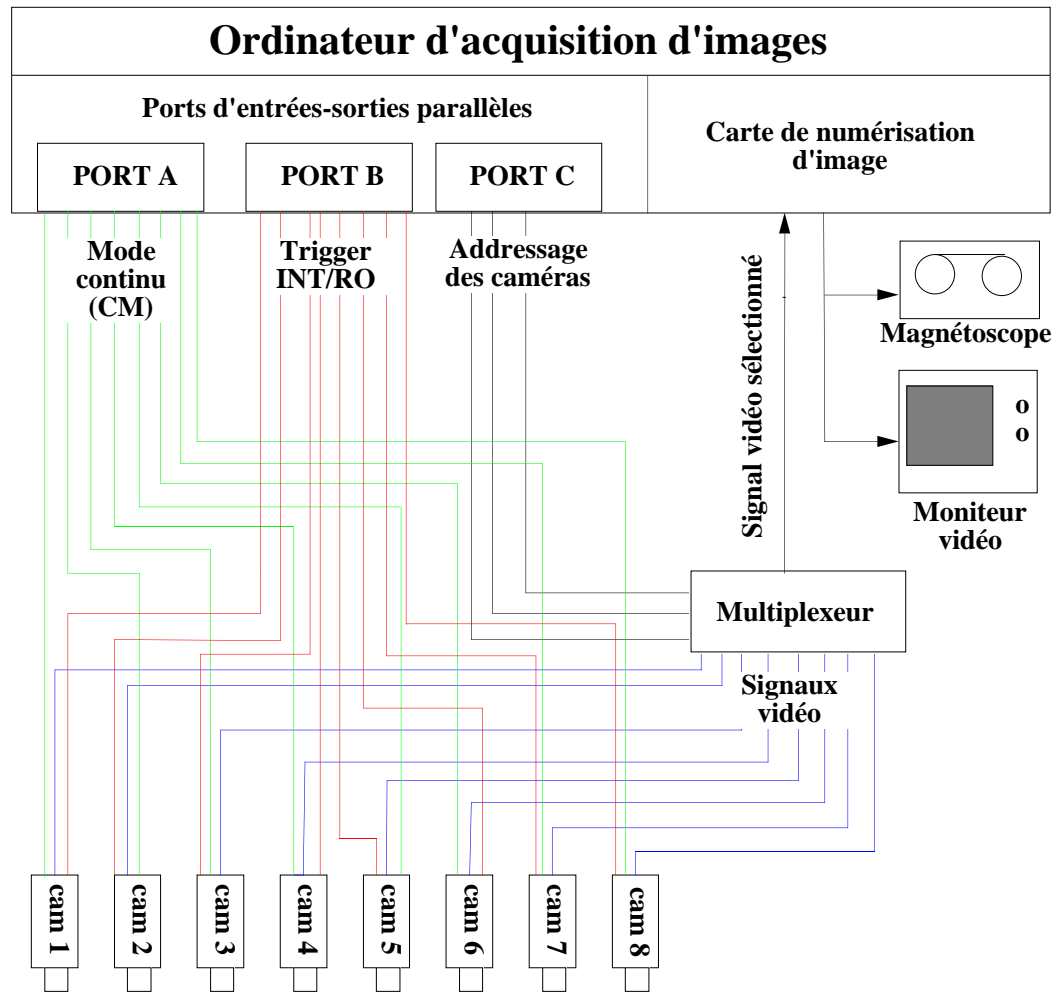 Ordinateur d'acquisition d'images
Ports d'entrées-sorties parallèles
Carte de numérisation
d'image
PORT A
PORT B
PORT C
Mode
continu
(CM)
Trigger
INT/RO
Addressage
des caméras
Signal vidéo sélectionné
Magnétoscope
o
o
Moniteur
vidéo
Multiplexeur
Signaux
vidéo
cam 1
cam 2
cam 3
cam 4
cam 5
cam 6
cam 7
cam 8